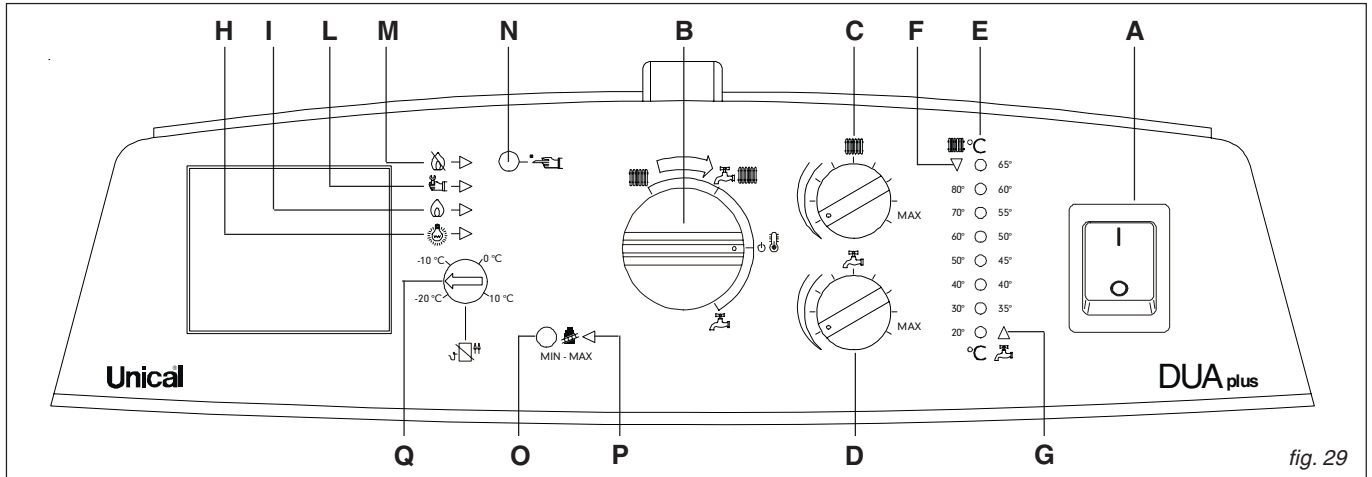 H I L M N B C F E A
°C
65°
80° 60°
70° 55°
60° 50°
50° 45°
40° 40°
30° 35°
20°
°C
MAX
MAX
-10 °C 0 °C
-20 °C 10 °C
MIN - MAX
Unical
DUA plus
Q O P D G
fig. 29